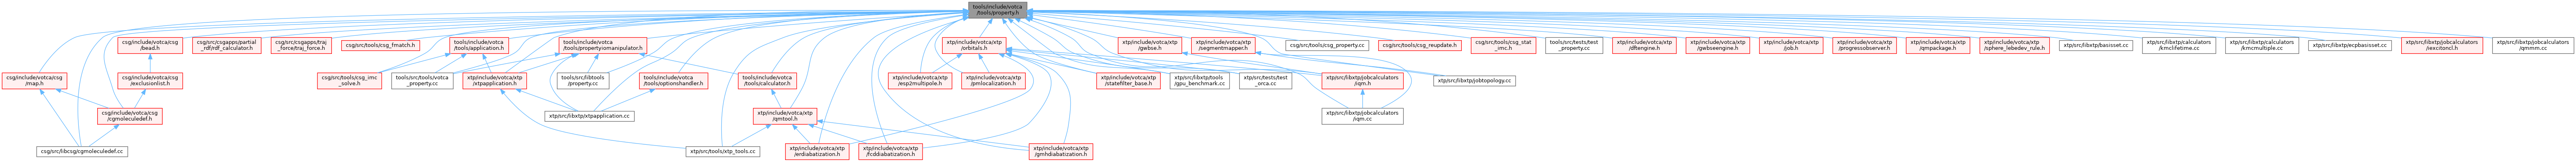 tools/include/votca
/tools/property.h
csg/include/votca/csg
/bead.h
csg/src/csgapps/partial
_rdf/rdf_calculator.h
csg/src/csgapps/traj
_force/traj_force.h
csg/src/tools/csg_fmatch.h
tools/include/votca
/tools/application.h
tools/include/votca
/tools/propertyiomanipulator.h
xtp/include/votca/xtp
/orbitals.h
xtp/include/votca/xtp
/gwbse.h
xtp/include/votca/xtp
/segmentmapper.h
csg/src/tools/csg_property.cc
csg/src/tools/csg_reupdate.h
csg/src/tools/csg_stat
_imc.h
tools/src/tests/test
_property.cc
xtp/include/votca/xtp
/dftengine.h
xtp/include/votca/xtp
/gwbseengine.h
xtp/include/votca/xtp
/job.h
xtp/include/votca/xtp
/progressobserver.h
xtp/include/votca/xtp
/qmpackage.h
xtp/include/votca/xtp
/sphere_lebedev_rule.h
xtp/src/libxtp/basisset.cc
xtp/src/libxtp/calculators
/kmclifetime.cc
xtp/src/libxtp/calculators
/kmcmultiple.cc
xtp/src/libxtp/ecpbasisset.cc
xtp/src/libxtp/jobcalculators
/iexcitoncl.h
xtp/src/libxtp/jobcalculators
/qmmm.cc
csg/include/votca/csg
/map.h
csg/include/votca/csg
/exclusionlist.h
csg/src/tools/csg_imc
_solve.h
tools/src/tools/votca
_property.cc
xtp/include/votca/xtp
/xtpapplication.h
tools/src/libtools
/property.cc
tools/include/votca
/tools/optionshandler.h
tools/include/votca
/tools/calculator.h
xtp/include/votca/xtp
/esp2multipole.h
xtp/include/votca/xtp
/pmlocalization.h
xtp/include/votca/xtp
/statefilter_base.h
xtp/src/libxtp/tools
/gpu_benchmark.cc
xtp/src/tests/test
_orca.cc
xtp/src/libxtp/jobcalculators
/iqm.h
xtp/src/libxtp/jobtopology.cc
csg/include/votca/csg
/cgmoleculedef.h
xtp/src/libxtp/xtpapplication.cc
xtp/include/votca/xtp
/qmtool.h
xtp/src/libxtp/jobcalculators
/iqm.cc
csg/src/libcsg/cgmoleculedef.cc
xtp/src/tools/xtp_tools.cc
xtp/include/votca/xtp
/erdiabatization.h
xtp/include/votca/xtp
/fcddiabatization.h
xtp/include/votca/xtp
/gmhdiabatization.h